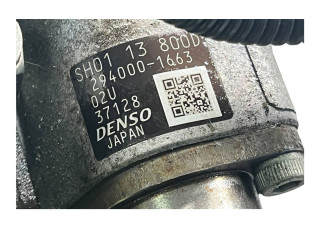 SH01 13 800D
294000-1663
02U
37128
DENSO
JAPAN